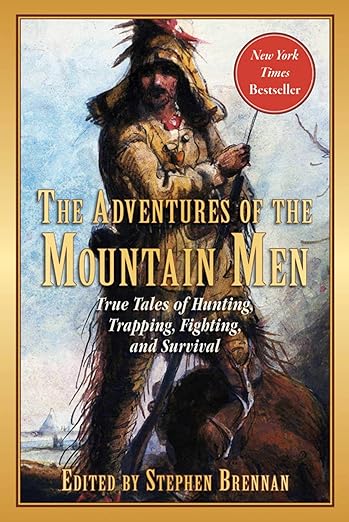 New York
Times
Bestseller
The Adventures of the
Mountain Men
True Tales of Hunting,
Trapping, Fighting,
and Survival
Edited by Stephen Brennan